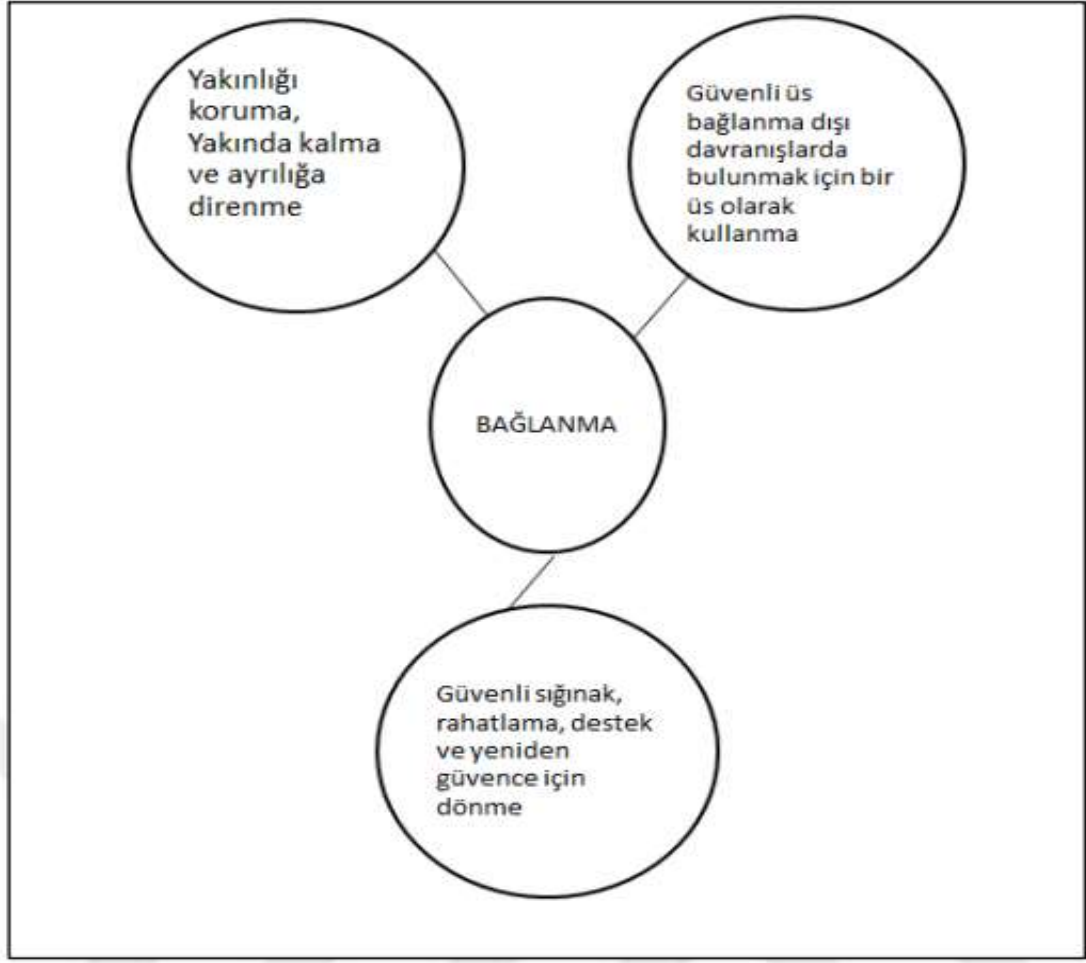 Yakınlığı
koruma,
Yakında kalma
ve ayrılığa
direnme
Güvenli üs
bağlanma dışı
davranışlarda
bulunmak için bir
üs olarak
kullanma
BAĞLANMA
Güvenli sığınak,
rahatlama, destek
ve yeniden
güvence için
dönme